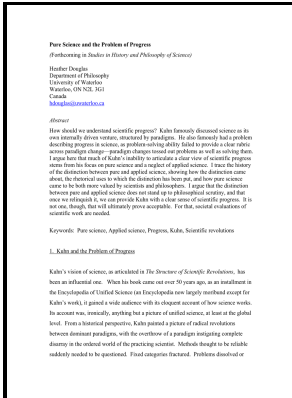 Pure Science and the Problem of Progress
(Forthcoming in Studies in History and Philosophy of Science)
Heather Douglas
Department of Philosophy
University of Waterloo
Waterloo, ON N2L 3G1
Canada
hdouglas@uwaterloo.ca
Abstract
How should we understand scientific progress? Kuhn famously discussed science as its
own internally driven venture, structured by paradigms. He also famously had a problem
describing progress in science, as problem-solving ability failed to provide a clear rubric
across paradigm change—paradigm changes tossed out problems as well as solving them.
I argue here that much of Kuhn's inability to articulate a clear view of scientific progress
stems from his focus on pure science and a neglect of applied science. I trace the history
of the distinction between pure and applied science, showing how the distinction came
about, the rhetorical uses to which the distinction has been put, and how pure science
came to be both more valued by scientists and philosophers. I argue that the distinction
between pure and applied science does not stand up to philosophical scrutiny, and that
once we relinquish it, we can provide Kuhn with a clear sense of scientific progress. It is
not one, though, that will ultimately prove acceptable. For that, societal evaluations of
scientific work are needed.
Keywords: Pure science, Applied science, Progress, Kuhn, Scientific revolutions
1. Kuhn and the Problem of Progress
Kuhn's vision of science, as articulated in The Structure of Scientific Revolutions, has
been an influential one. When his book came out over 50 years ago, as an installment in
the Encyclopedia of Unified Science (an Encyclopedia now largely moribund except for
Kuhn's work), it gained a wide audience with its eloquent account of how science works.
Its account was, ironically, anything but a picture of unified science, at least at the global
level. From a historical perspective, Kuhn painted a picture of radical revolutions
between dominant paradigms, with the overthrow of a paradigm instigating complete
disarray in the ordered world of the practicing scientist. Methods thought to be reliable
suddenly needed to be questioned. Fixed categories fractured. Problems dissolved or